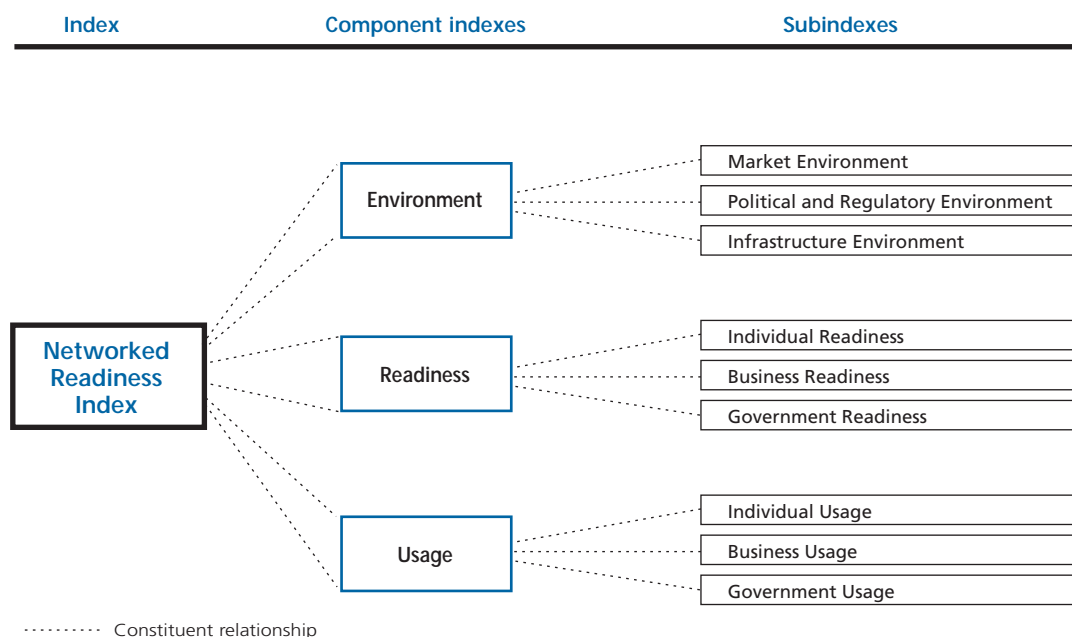 Index Component indexes Subindexes
Market Environment
Environment
Political and Regulatory Environment
Infrastructure Environment
Networked
Readiness
Index
Individual Readiness
Readiness
Business Readiness
Government Readiness
Individual Usage
Usage
Business Usage
Government Usage
Constituent relationship